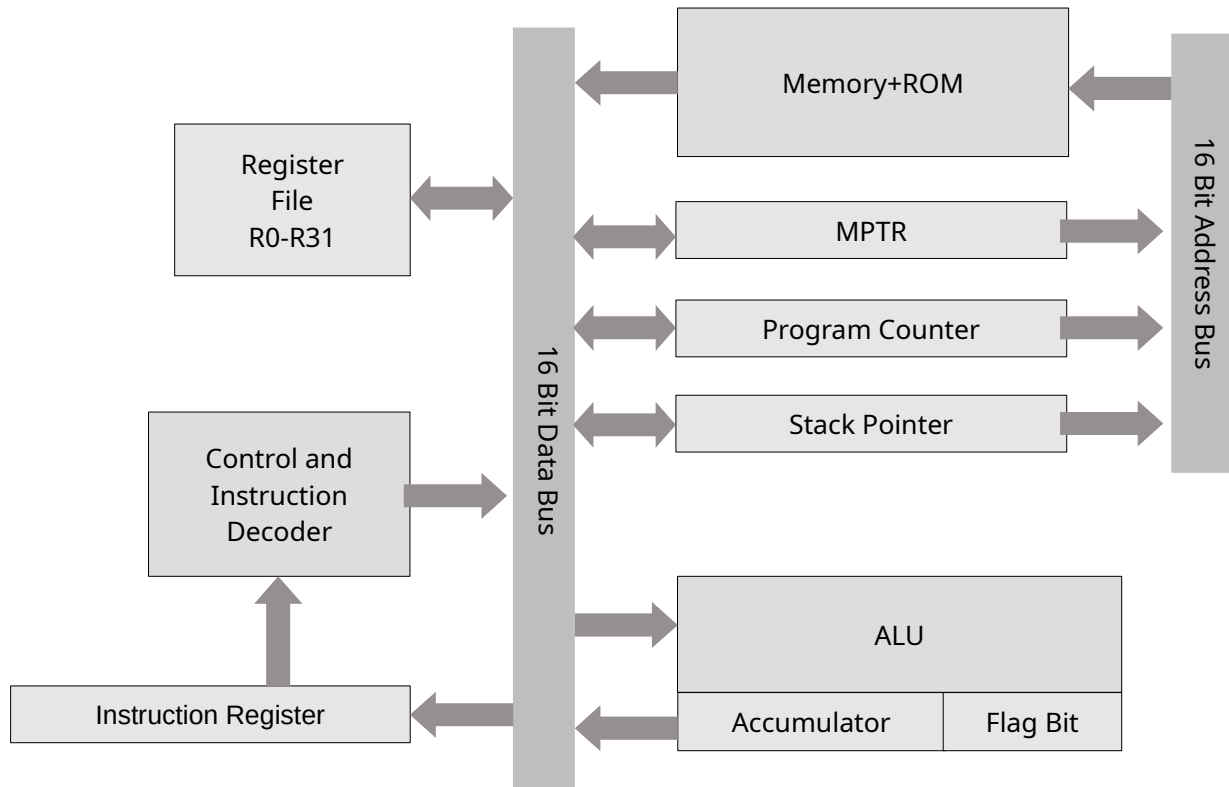 Memory+ROM
Register
File
R0-R31
MPTR
Program Counter
Stack Pointer
16 Bit Address Bus
16 Bit Data Bus
Control and
Instruction
Decoder
ALU
Instruction Register
Accumulator
Flag Bit